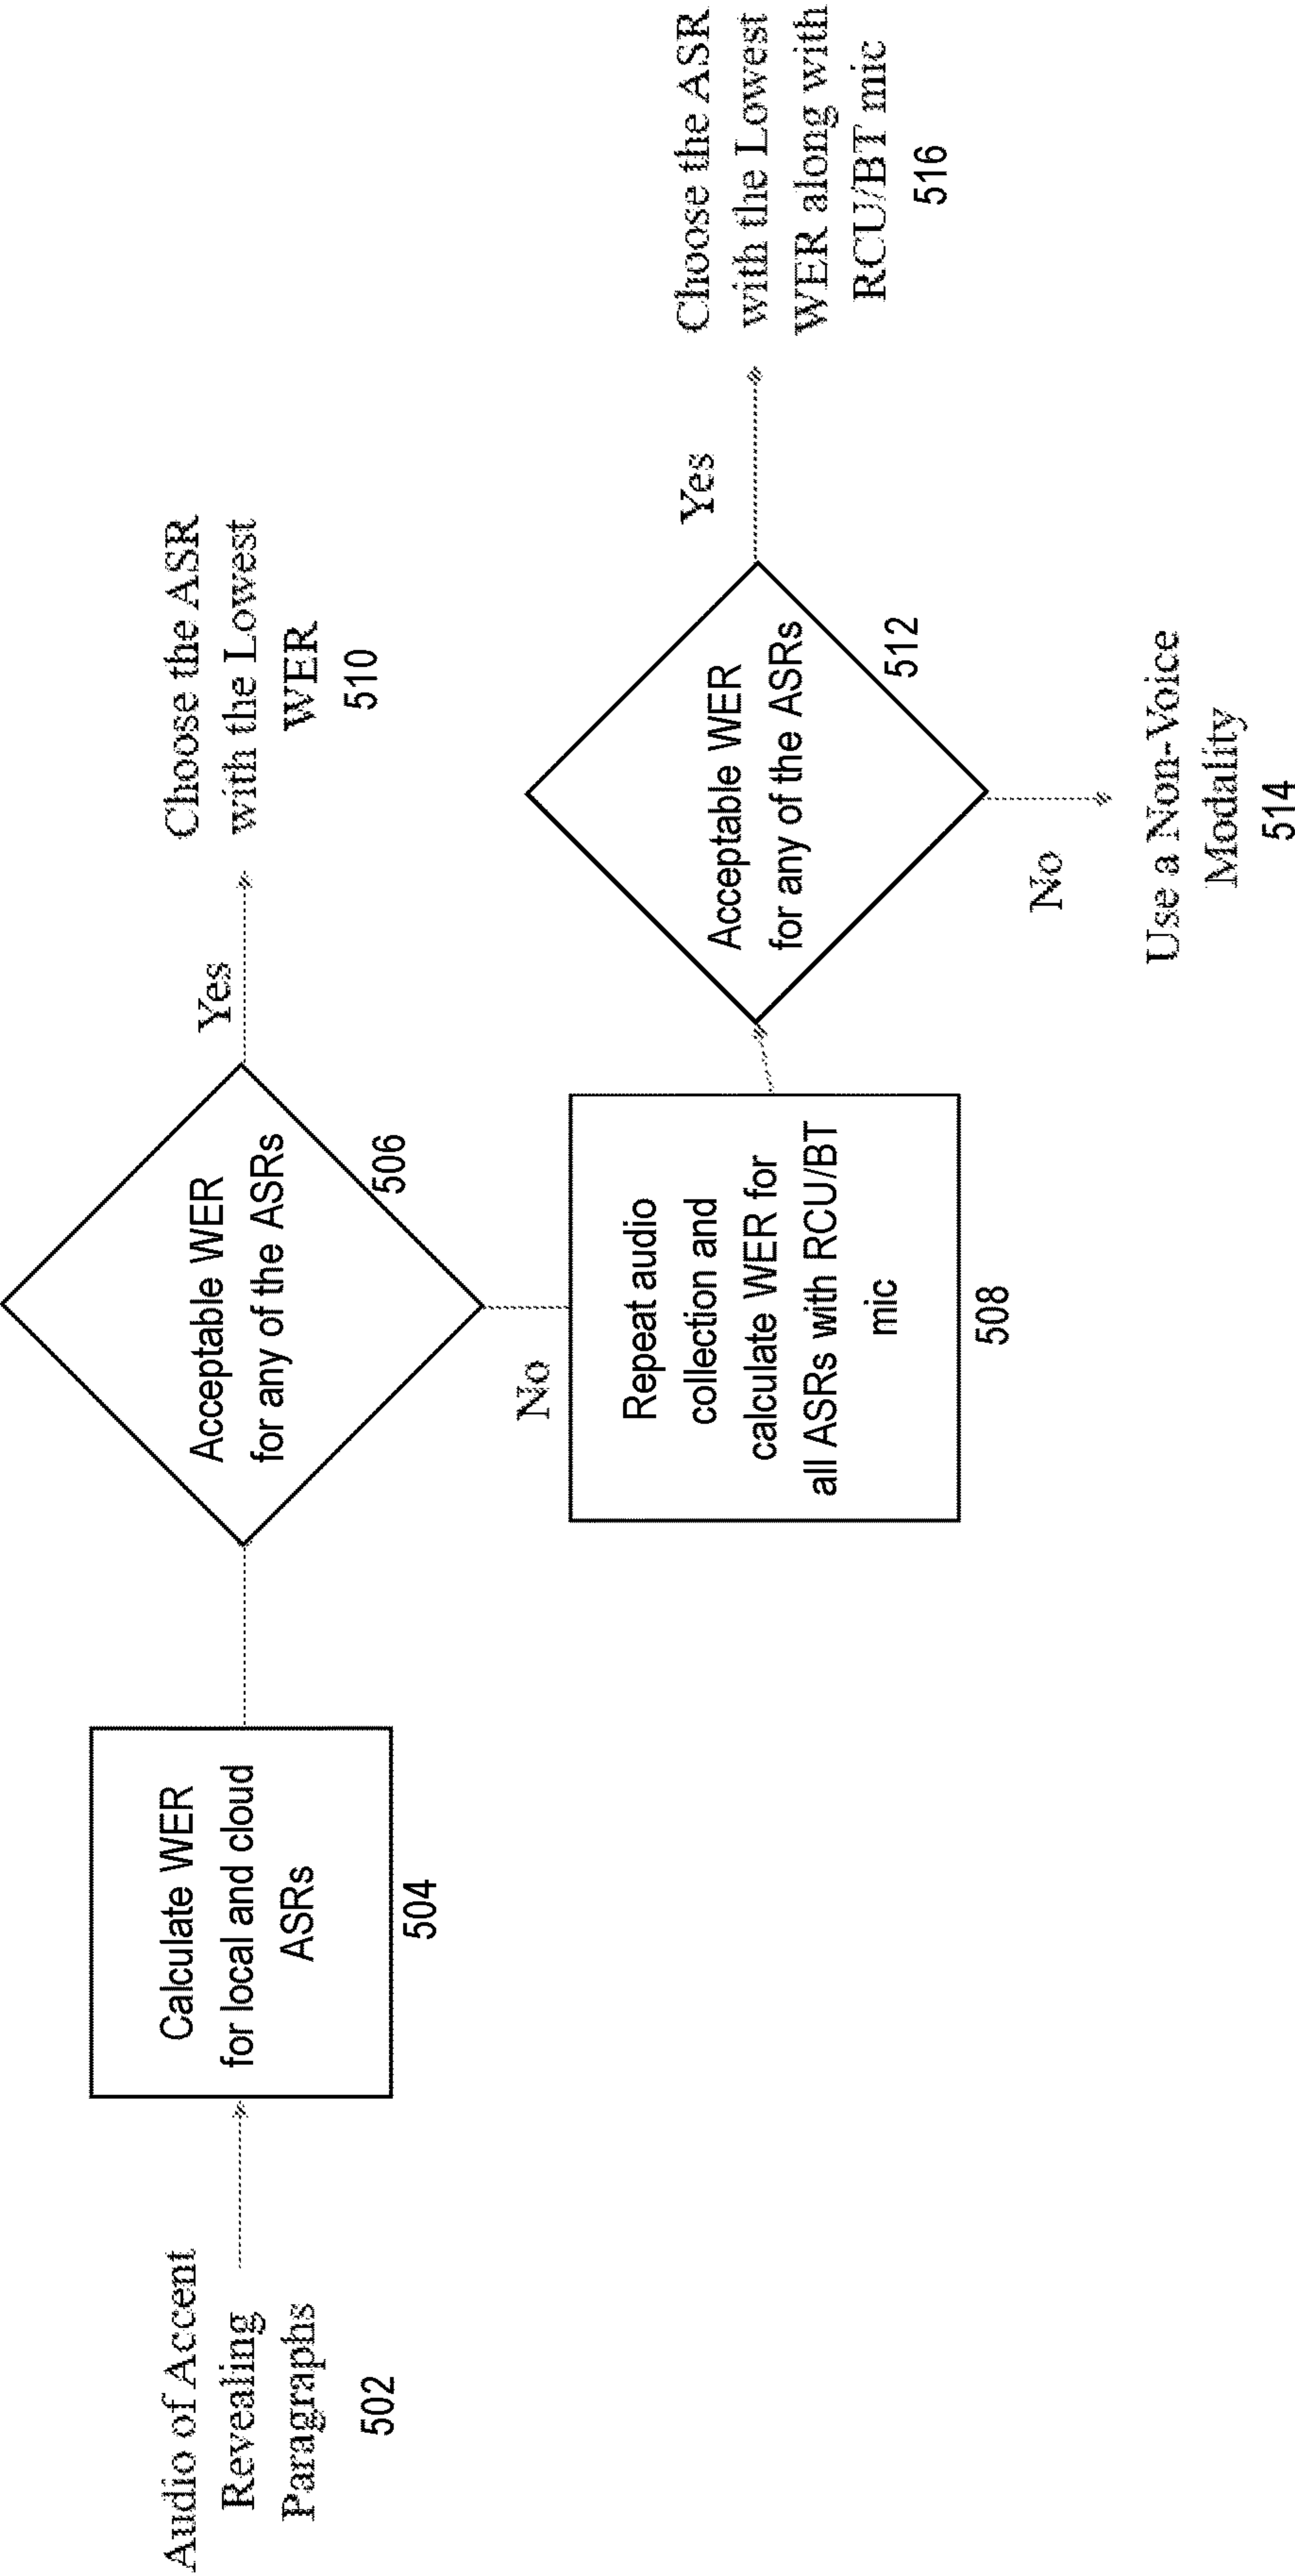 Audio of Accent
Revealing
Paragraphs
502
Calculate WER
for local and cloud
ASRs
504
Acceptable WER
for any of the ASRs
506
Yes
Choose the ASR
with the Lowest
WER
510
No
Repeat audio
collection and
calculate WER for
all ASRs with RCU/BT
mic
508
Acceptable WER
for any of the ASRs
512
Yes
Choose the ASR
with the Lowest
WER along with
RCU/BT mic
516
No
Use a Non-Voice
Modality
514